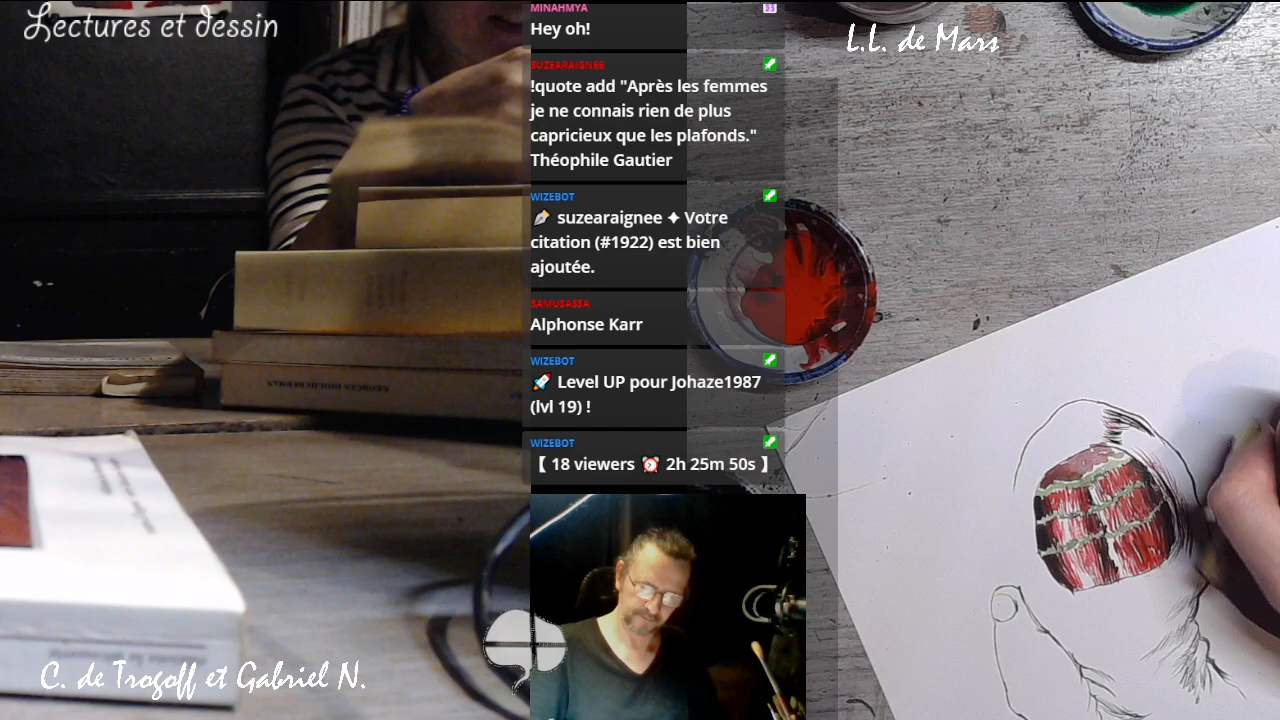 Lectures et dessin
MINAHMYA
23
Hey oh!
SUZEARAIGNEE
!quote add "Après les femmes
je ne connais rien de plus
capricieux que les plafonds."
Théophile Gautier
WIZEBOT
suzearaignee ✦ Votre
citation (#1922) est bien
ajoutée.
SAMUSASSA
Alphonse Karr
WIZEBOT
Level UP pour Johaze1987
(lvl 19) !
WIZEBOT
【 18 viewers ⏰ 2h 25m 50s 】
L.L. de Mars
C. de Trogoff et Gabriel N.